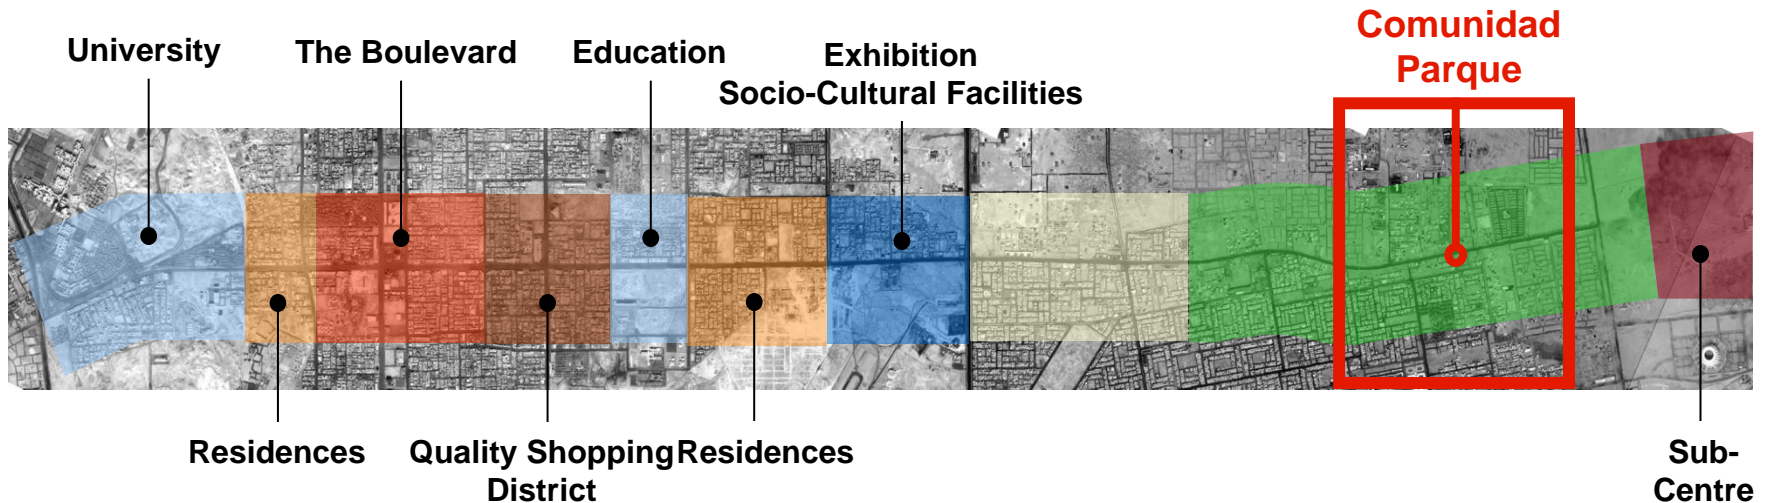 Comunidad
Parque
University
The Boulevard
Education
Exhibition
Socio-Cultural Facilities
Residences
Quality Shopping
District
Residences
Sub-
Centre